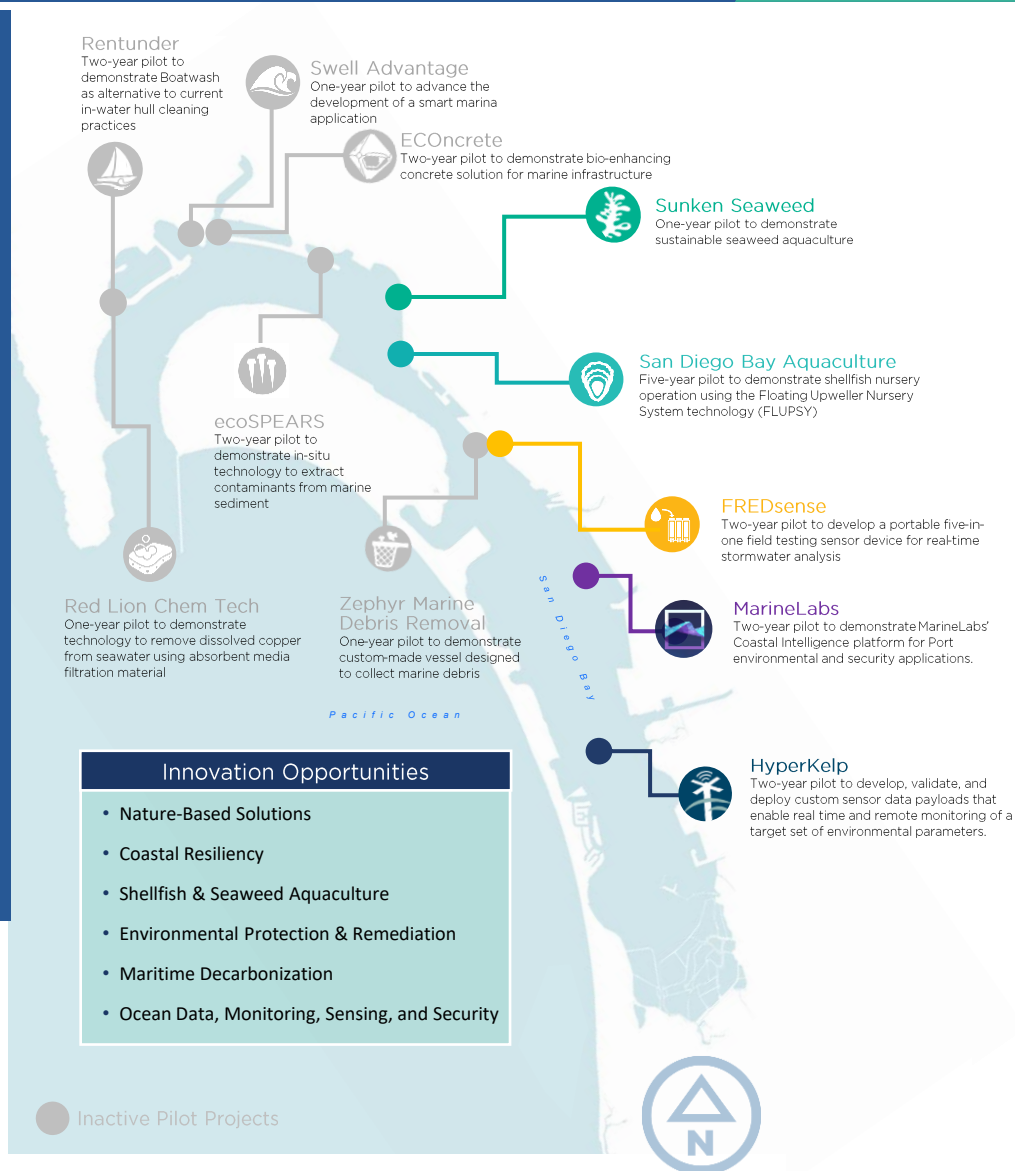 Rentunder
Two-year pilot to
demonstrate Boatwash
as alternative to current
in-water hull cleaning
practices
Swell Advantage
One-year pilot to advance the
development of a smart marina
application
ECOncrete
Two-year pilot to demonstrate bio-enhancing
concrete solution for marine infrastructure
Sunken Seaweed
One-year pilot to demonstrate
sustainable seaweed aquaculture
San Diego Bay Aquaculture
Five-year pilot to demonstrate shellfish nursery
operation using the Floating Upweller Nursery
System technology (FLUPSY)
ecoSPEARS
Two-year pilot to
demonstrate in-situ
technology to extract
contaminants from marine
sediment
FREDsense
Two-year pilot to develop a portable five-in-
one field testing sensor device for real-time
stormwater analysis
Red Lion Chem Tech
One-year pilot to demonstrate
technology to remove dissolved copper
from seawater using absorbent media
filtration material
Zephyr Marine
Debris Removal
One-year pilot to demonstrate
custom-made vessel designed
to collect marine debris
San Diego Bay
MarineLabs
Two-year pilot to demonstrate MarineLabs'
Coastal Intelligence platform for Port
environmental and security applications.
Pacific Ocean
HyperKelp
Two-year pilot to develop, validate, and
deploy custom sensor data payloads that
enable real time and remote monitoring of a
target set of environmental parameters.
Innovation Opportunities
• Nature-Based Solutions
• Coastal Resiliency
• Shellfish & Seaweed Aquaculture
• Environmental Protection & Remediation
• Maritime Decarbonization
• Ocean Data, Monitoring, Sensing, and Security
Inactive Pilot Projects
N